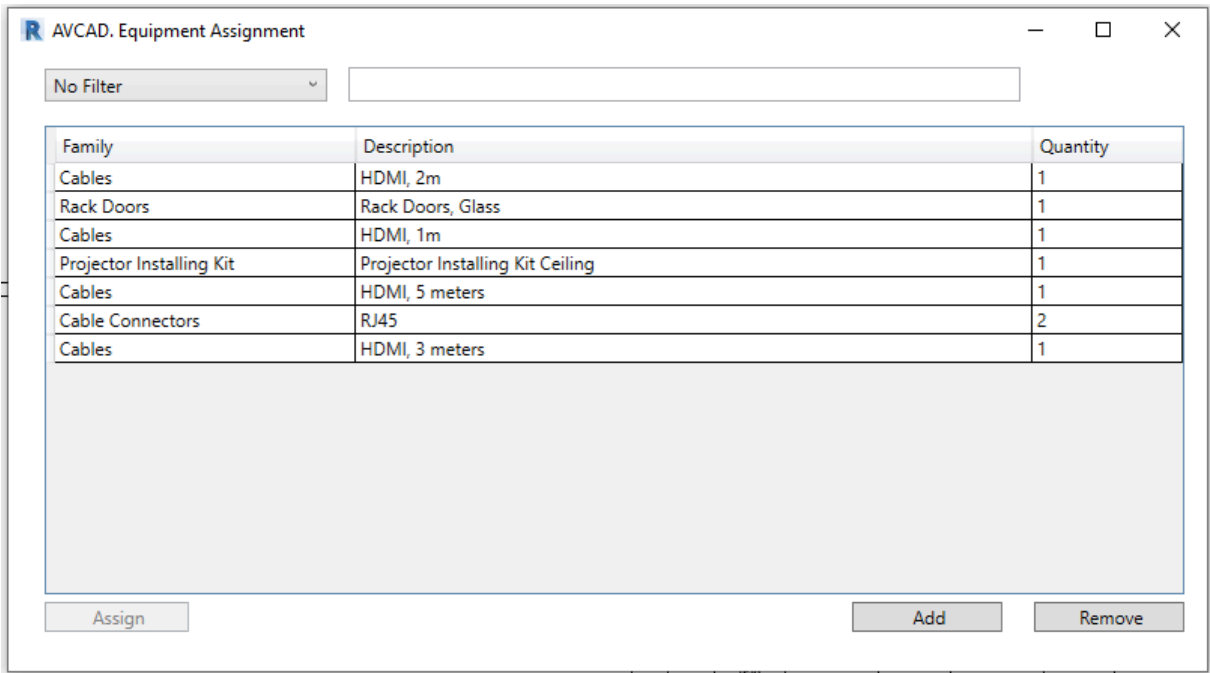 AVCAD. Equipment Assignment
No Filter
Family Description Quantity
Cables HDMI, 2m 1
Rack Doors Rack Doors, Glass 1
Cables HDMI, 1m 1
Projector Installing Kit Projector Installing Kit Ceiling 1
Cables HDMI, 5 meters 1
Cable Connectors RJ45 2
Cables HDMI, 3 meters 1
Assign Add Remove